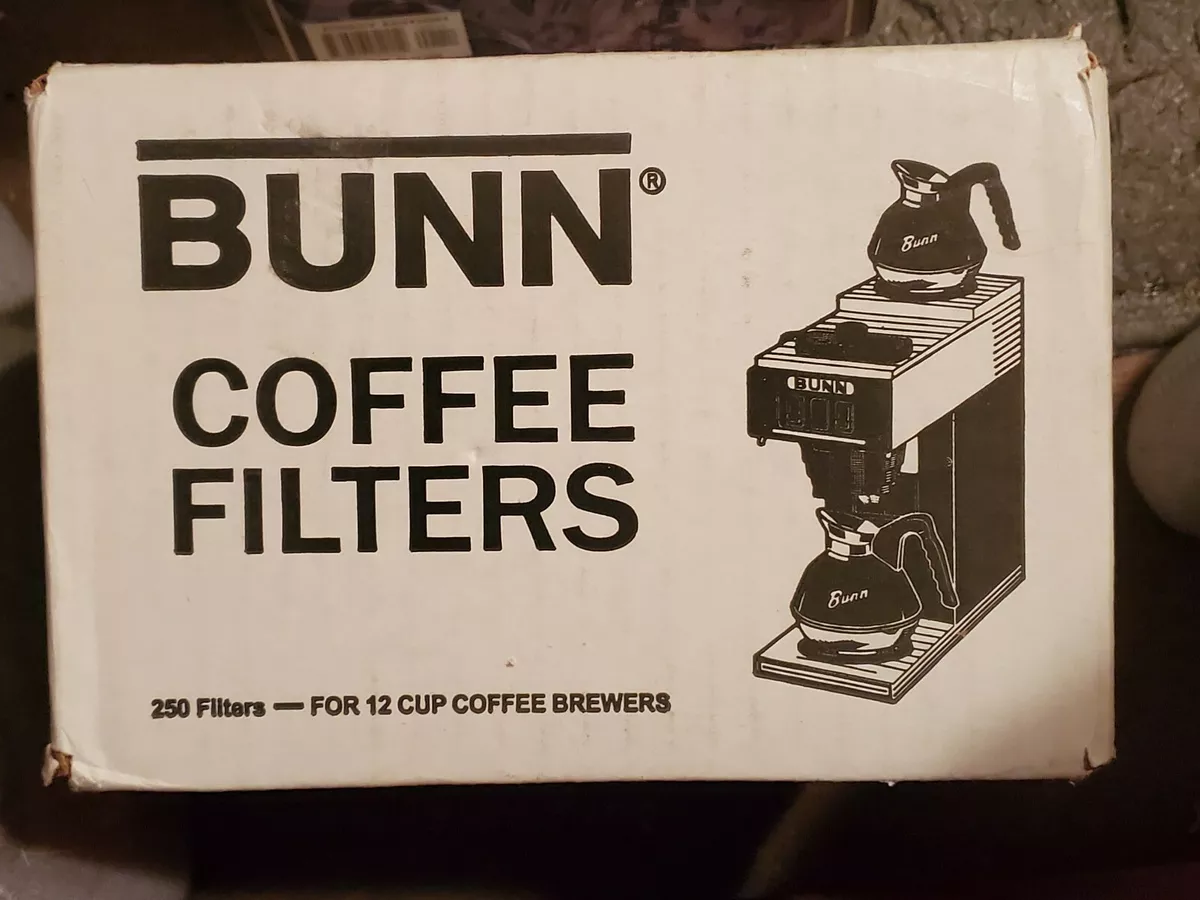 BUNN®
COFFEE
FILTERS
250 Filters — FOR 12 CUP COFFEE BREWERS
Bunn
BUNN
Bunn